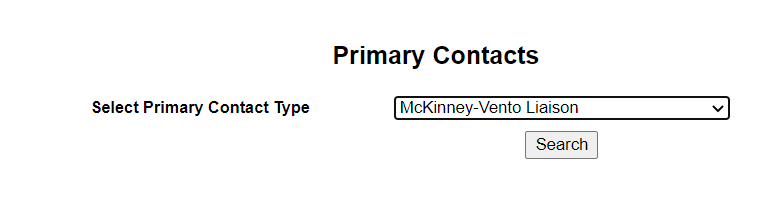 Primary Contacts
Select Primary Contact Type McKinney-Vento Liaison
Search